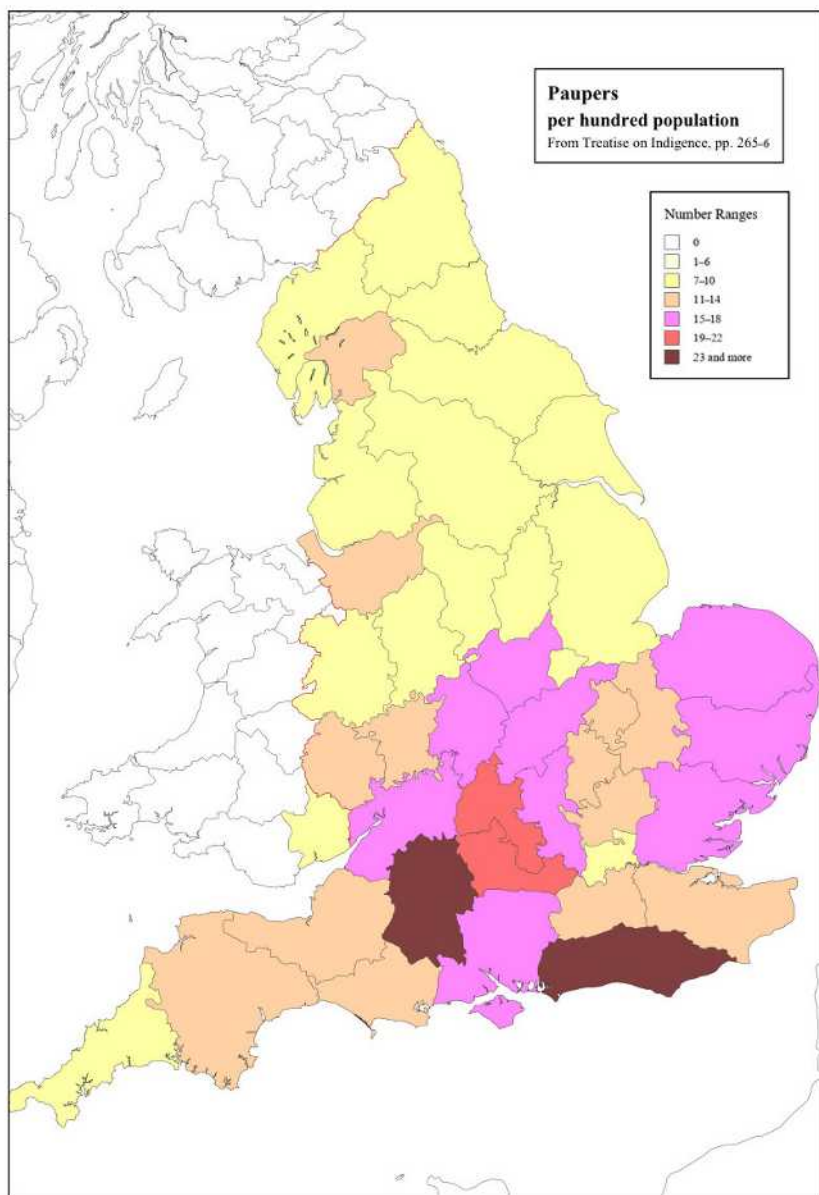 Paupers
per hundred population
From Treatise on Indigence, pp. 265-6
Number Ranges
0
1–6
7–10
11–14
15–18
19–22
23 and more